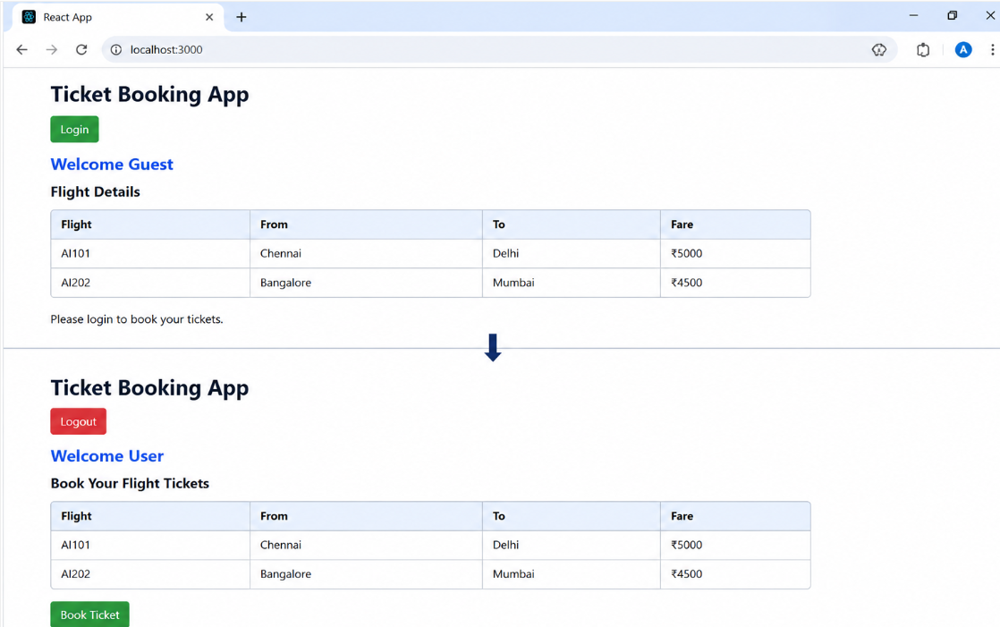 React App
localhost:3000
A
Ticket Booking App
Login
Welcome Guest
Flight Details
Flight From To Fare
AI101 Chennai Delhi ₹5000
AI202 Bangalore Mumbai ₹4500
Please login to book your tickets.
Ticket Booking App
Logout
Welcome User
Book Your Flight Tickets
Flight From To Fare
AI101 Chennai Delhi ₹5000
AI202 Bangalore Mumbai ₹4500
Book Ticket